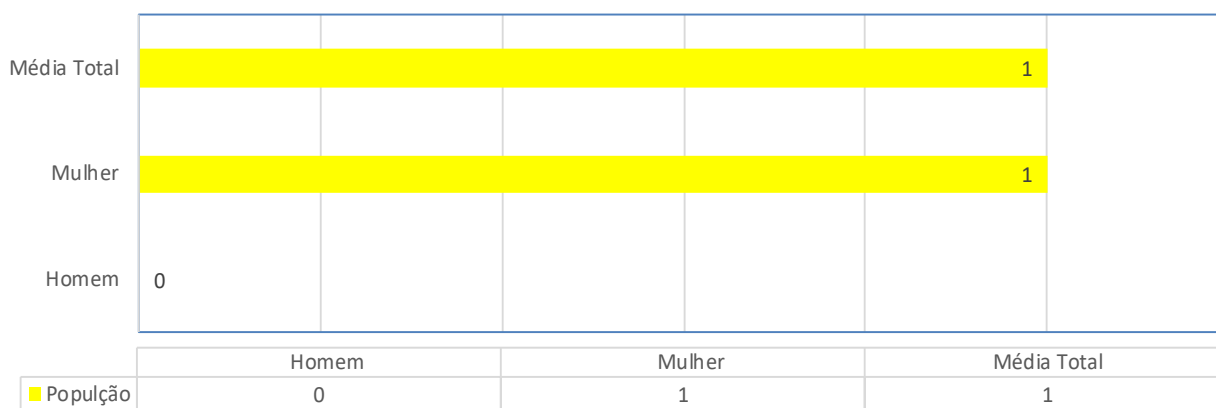 Média Total 1
Mulher 1
Homem 0
Homem Mulher Média Total
Populção 0 1 1